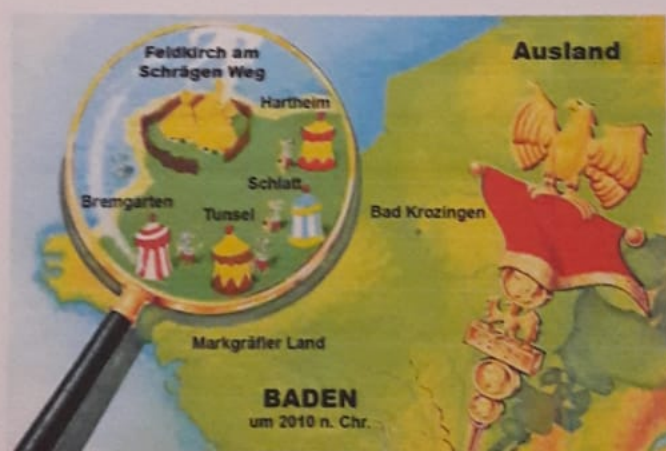 Feldkirch am
Schrägen Weg
Ausland
Hartheim
Schlatt
Bremgarten
Tunsel
Bad Krozingen
Markgräfler Land
BADEN
um 2010 n. Chr.